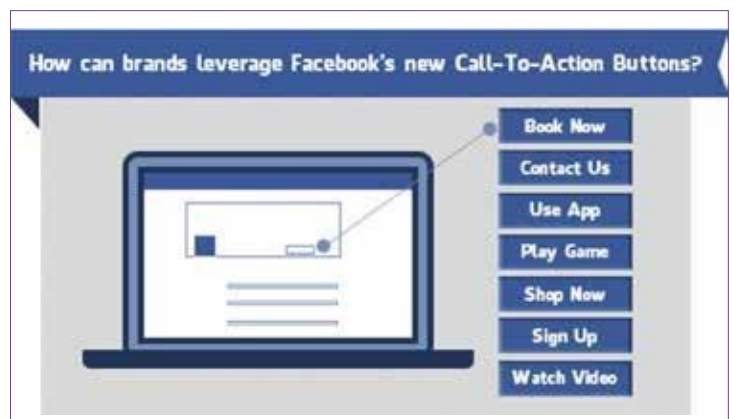 How can brands leverage Facebook's new Call-To-Action Buttons?
Book Now
Contact Us
Use App
Play Game
Shop Now
Sign Up
Watch Video